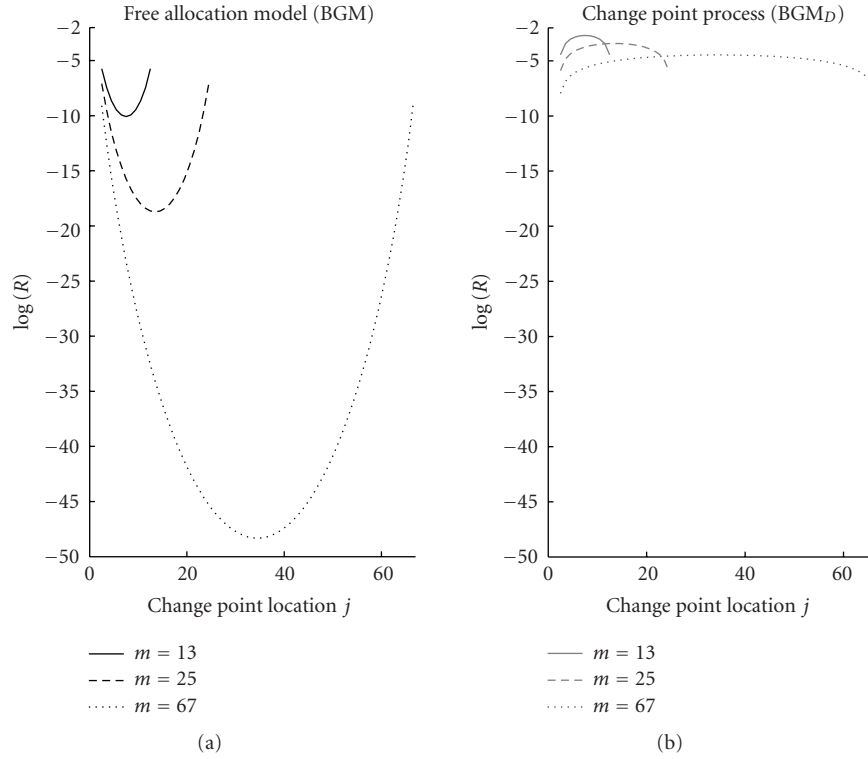 Free allocation model (BGM)
−2
−5
−10
−15
−20
−25
−30
−35
−40
−45
−50
log (R)
0 20 40 60
Change point location j
m = 13
m = 25
m = 67
(a)
Change point process (BGM_D)
−2
−5
−10
−15
−20
−25
−30
−35
−40
−45
−50
log (R)
0 20 40 60
Change point location j
m = 13
m = 25
m = 67
(b)